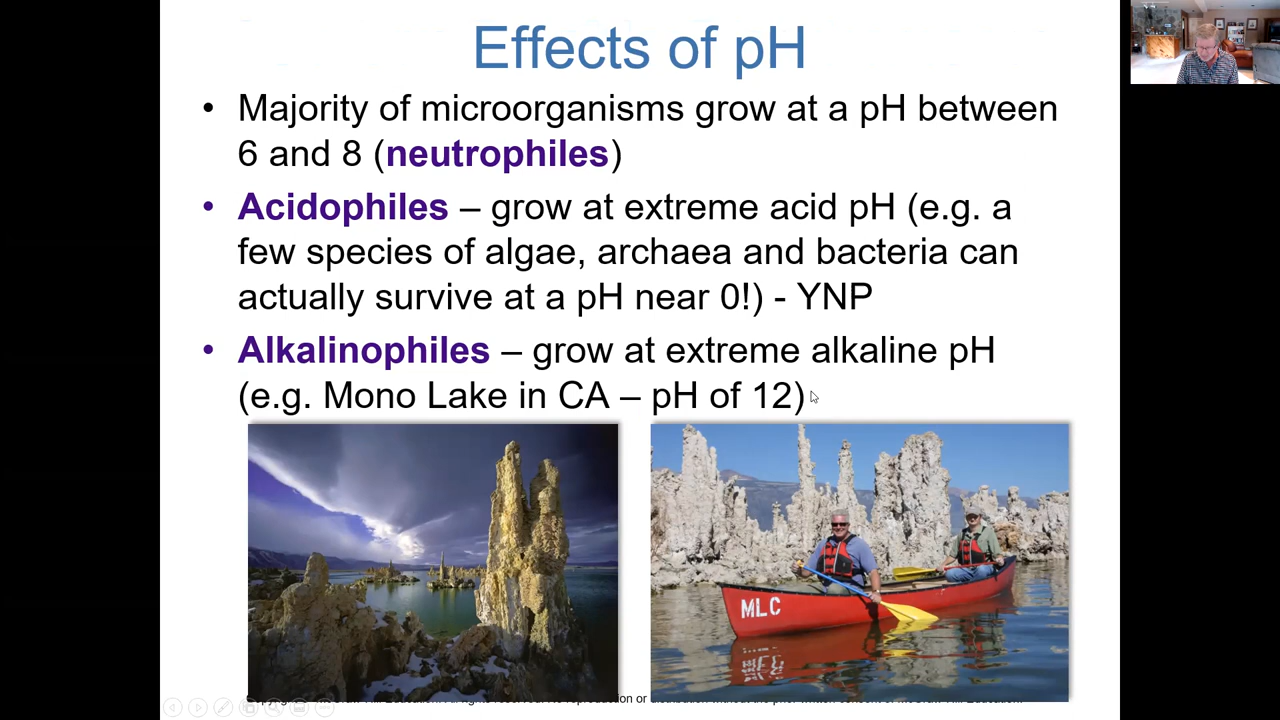 Effects of pH
• Majority of microorganisms grow at a pH between
6 and 8 (neutrophiles)
• Acidophiles – grow at extreme acid pH (e.g. a
few species of algae, archaea and bacteria can
actually survive at a pH near 0!) - YNP
• Alkalinophiles – grow at extreme alkaline pH
(e.g. Mono Lake in CA – pH of 12)
MLC